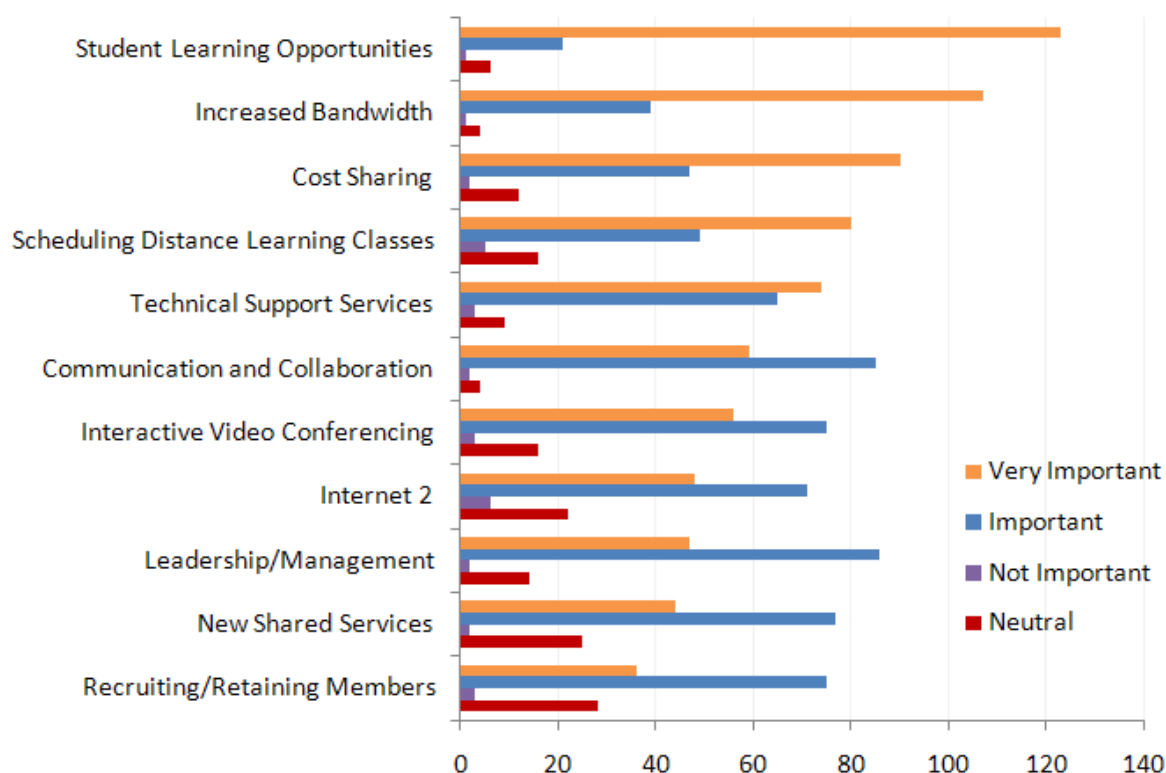 Student Learning Opportunities
Increased Bandwidth
Cost Sharing
Scheduling Distance Learning Classes
Technical Support Services
Communication and Collaboration
Interactive Video Conferencing
Internet 2
Leadership/Management
New Shared Services
Recruiting/Retaining Members
Very Important
Important
Not Important
Neutral
0 20 40 60 80 100 120 140